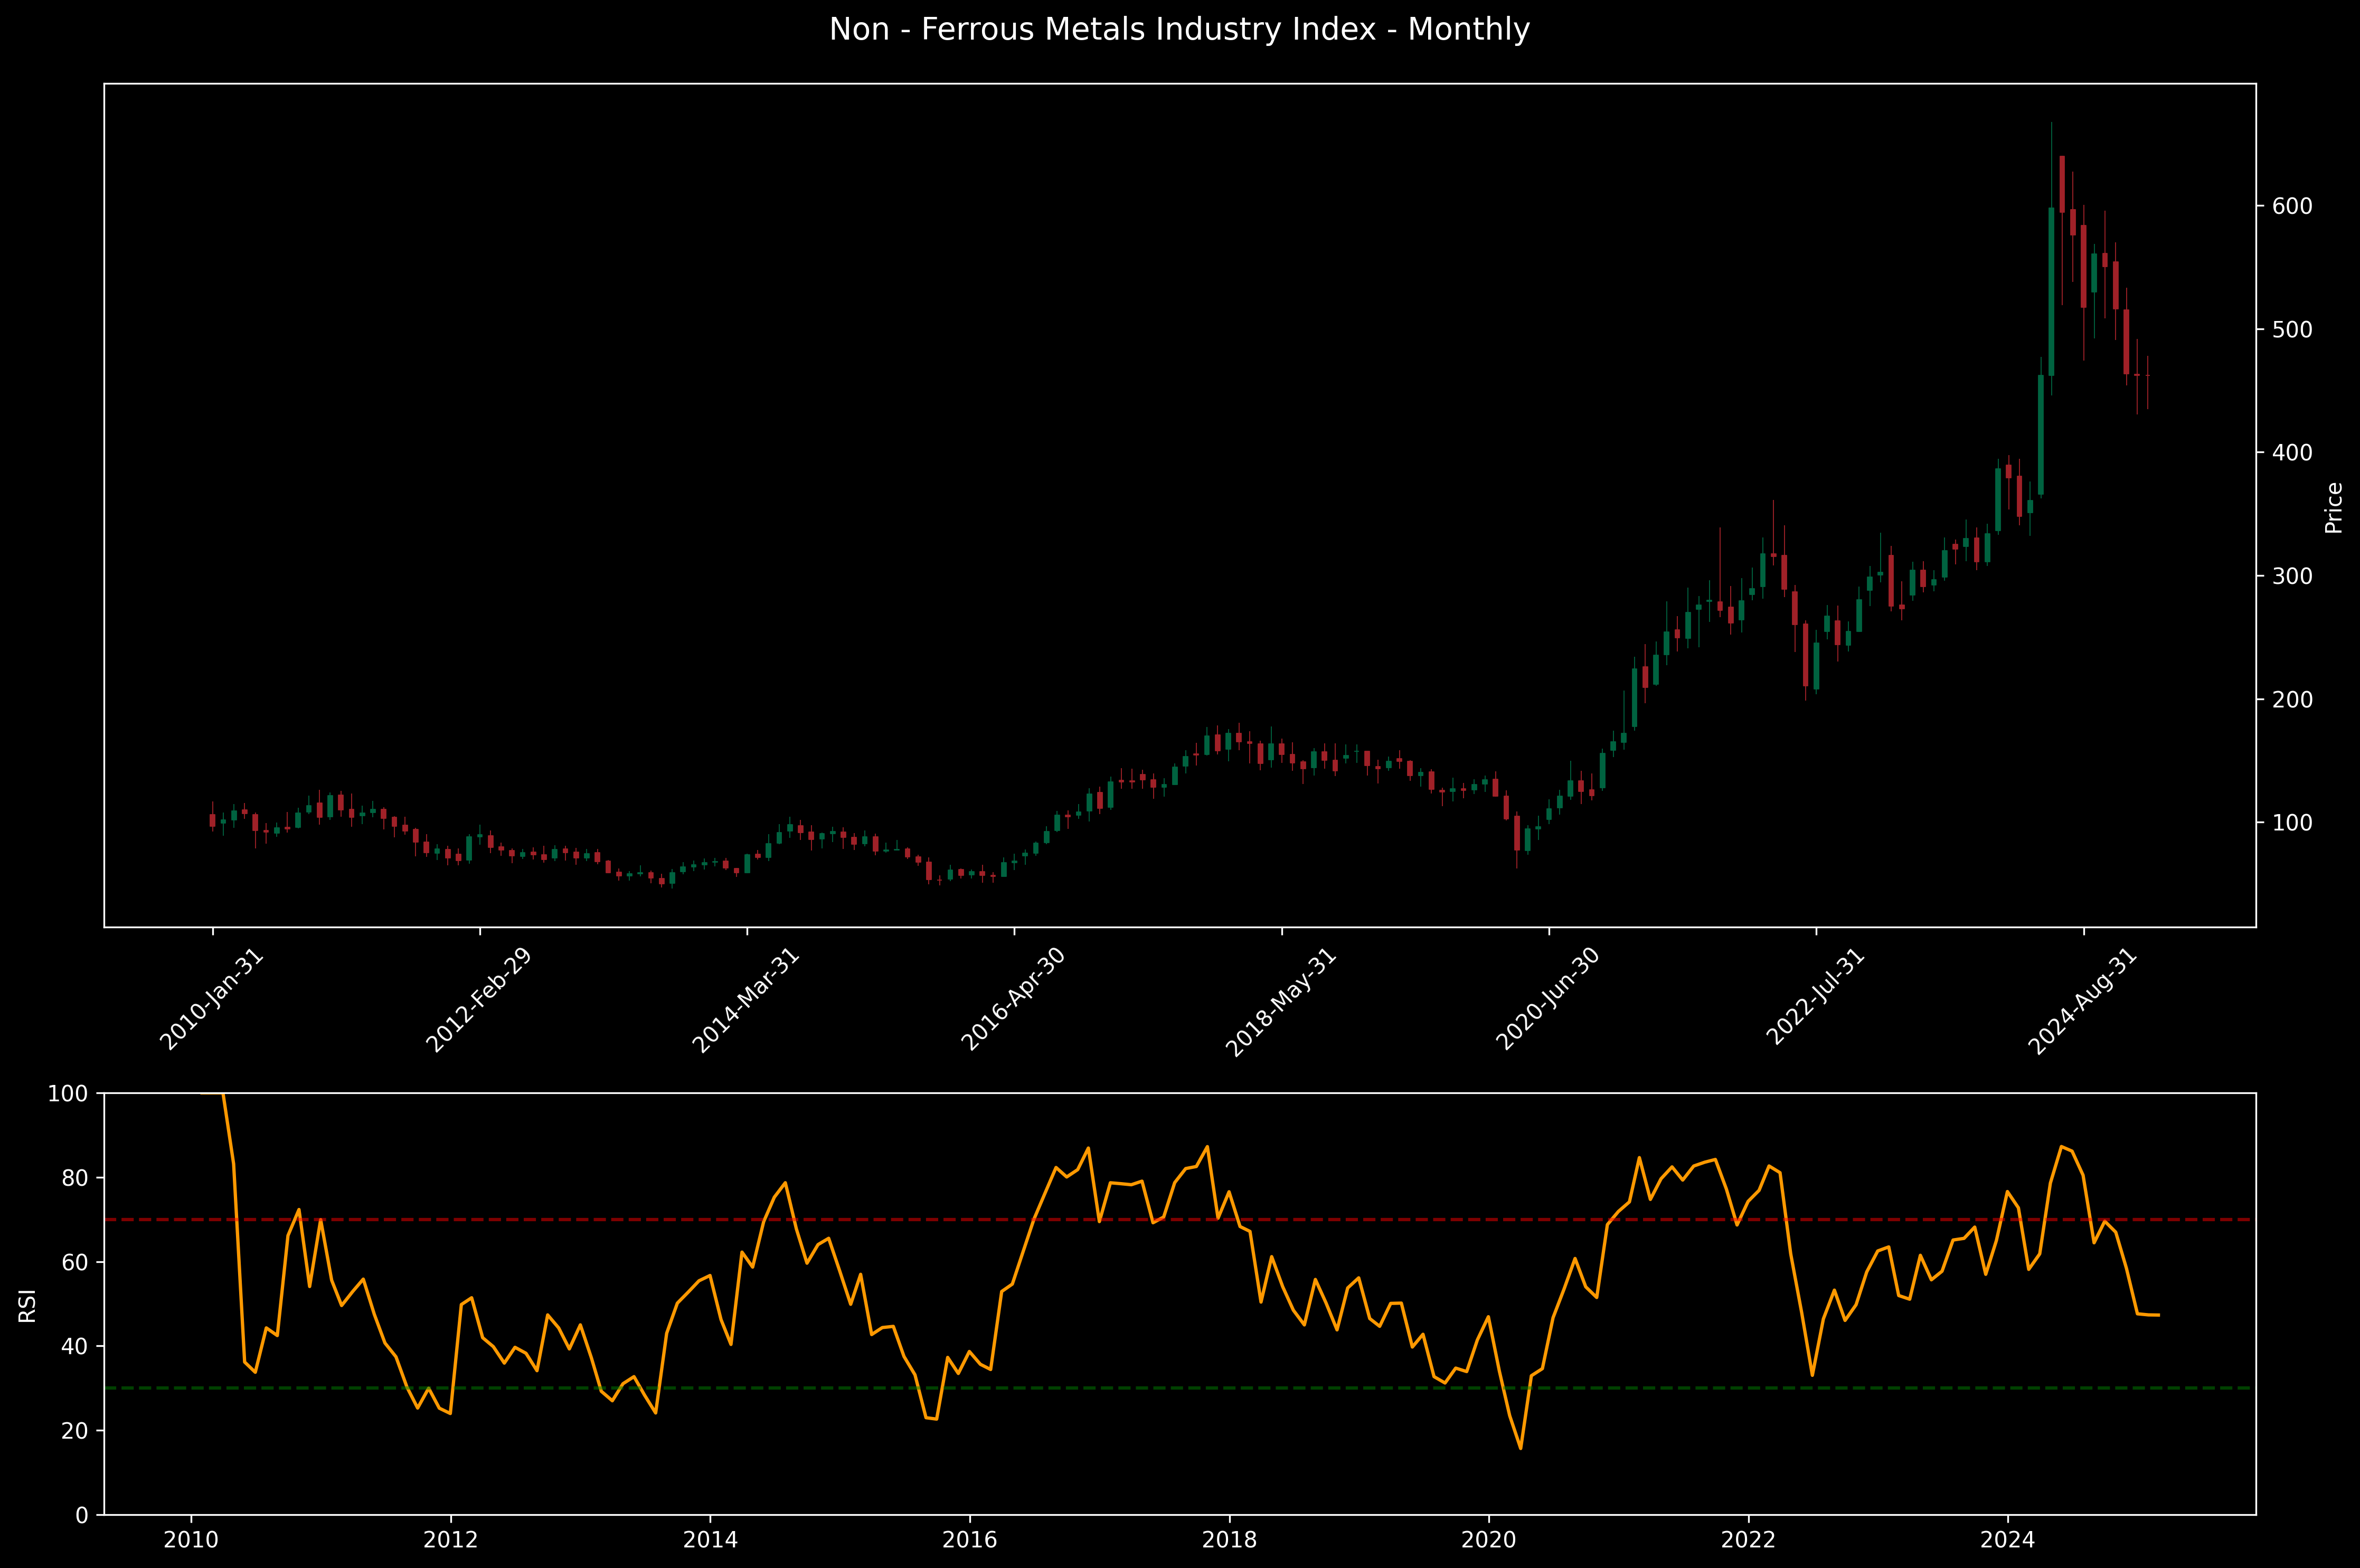 Non - Ferrous Metals Industry Index - Monthly
600
500
400
300
200
100
Price
2010-Jan-31
2012-Feb-29
2014-Mar-31
2016-Apr-30
2018-May-31
2020-Jun-30
2022-Jul-31
2024-Aug-31
100
80
60
40
20
0
RSI
2010
2012
2014
2016
2018
2020
2022
2024